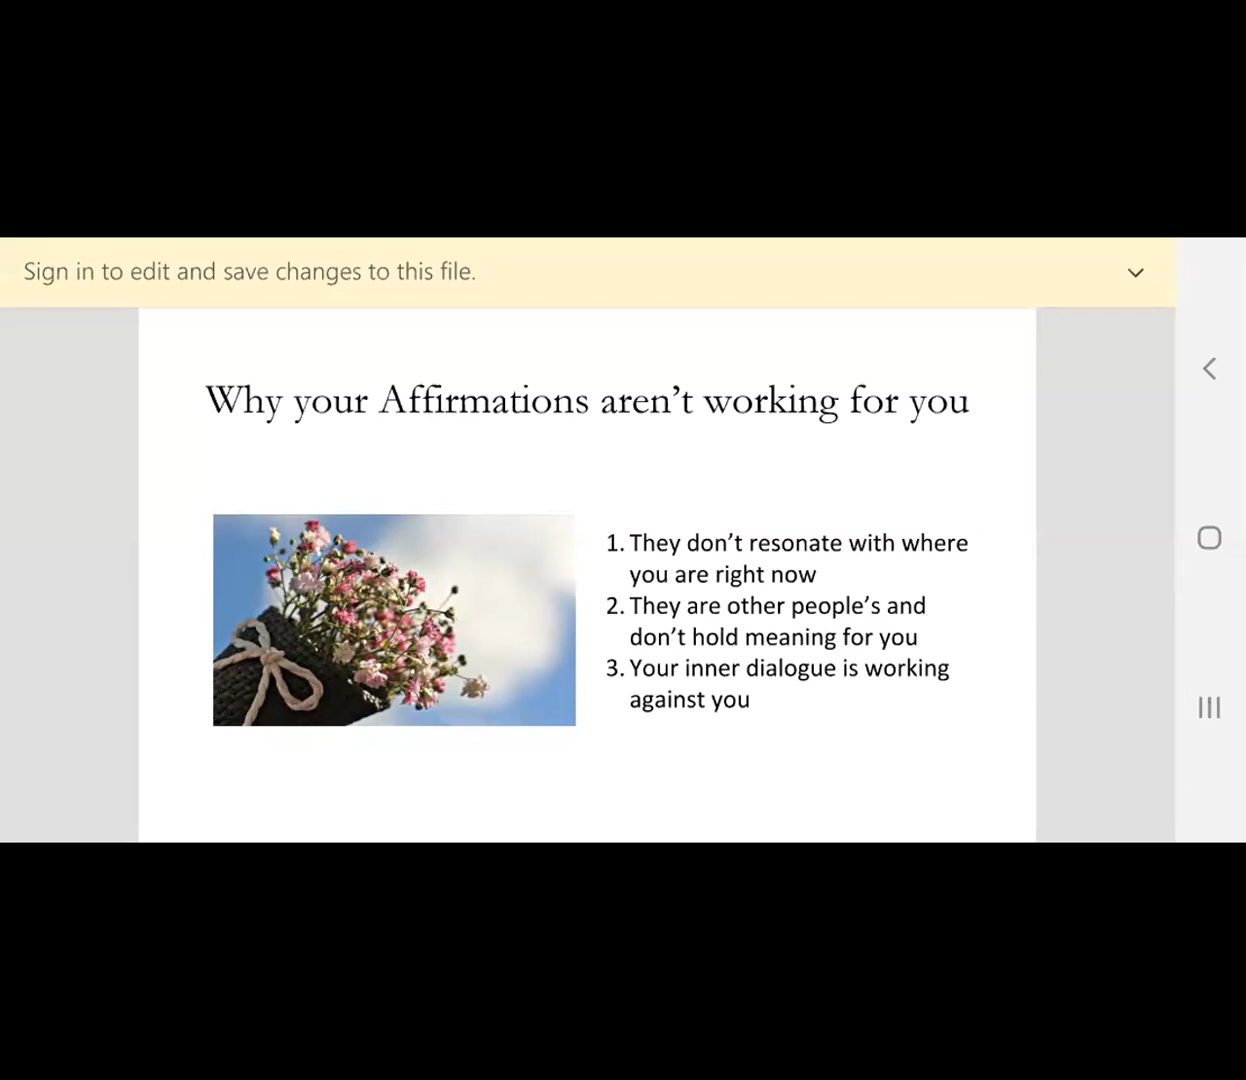 Sign in to edit and save changes to this file.
Why your Affirmations aren’t working for you
1. They don’t resonate with where
you are right now
2. They are other people’s and
don’t hold meaning for you
3. Your inner dialogue is working
against you